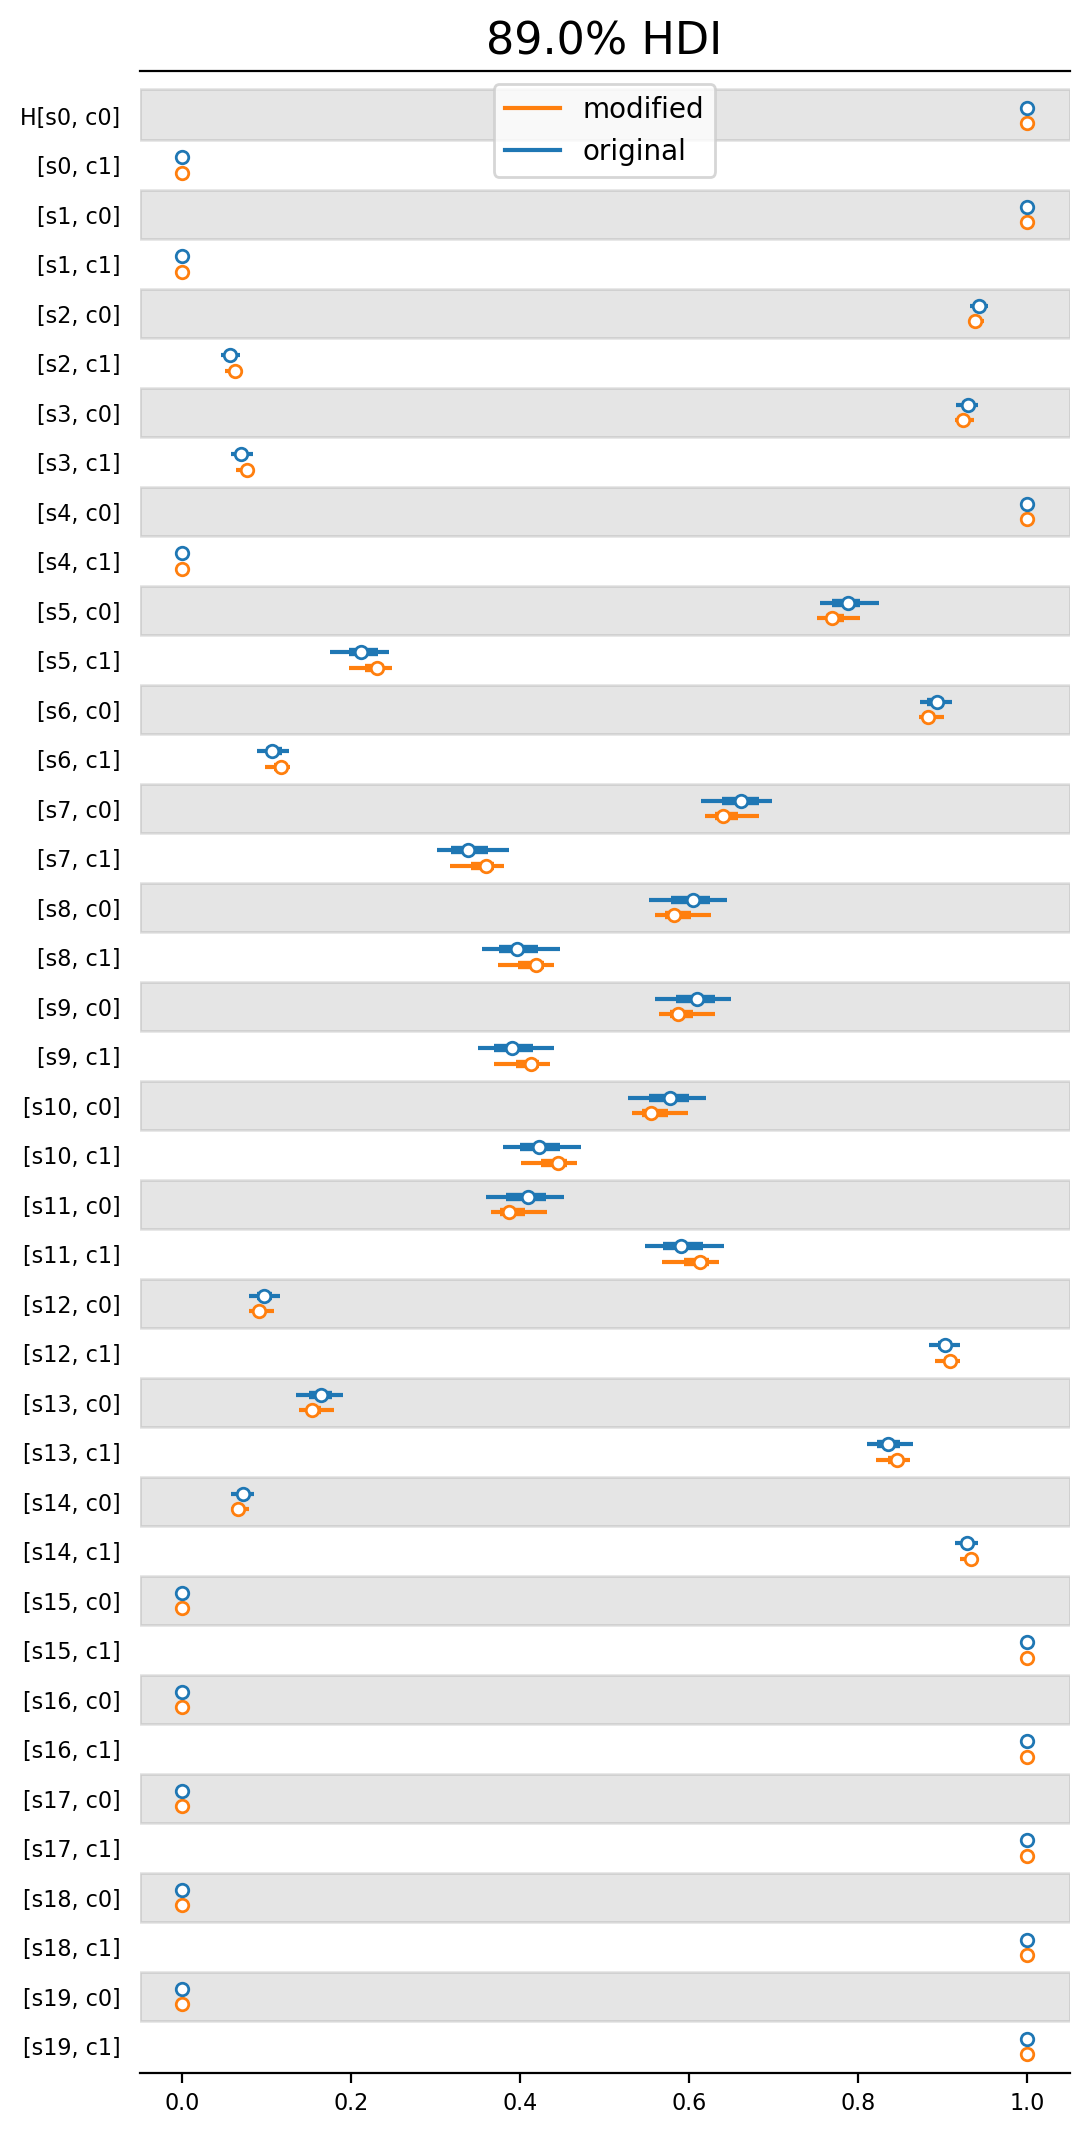 89.0% HDI
modified
original
H[s0, c0]
[s0, c1]
[s1, c0]
[s1, c1]
[s2, c0]
[s2, c1]
[s3, c0]
[s3, c1]
[s4, c0]
[s4, c1]
[s5, c0]
[s5, c1]
[s6, c0]
[s6, c1]
[s7, c0]
[s7, c1]
[s8, c0]
[s8, c1]
[s9, c0]
[s9, c1]
[s10, c0]
[s10, c1]
[s11, c0]
[s11, c1]
[s12, c0]
[s12, c1]
[s13, c0]
[s13, c1]
[s14, c0]
[s14, c1]
[s15, c0]
[s15, c1]
[s16, c0]
[s16, c1]
[s17, c0]
[s17, c1]
[s18, c0]
[s18, c1]
[s19, c0]
[s19, c1]
0.0 0.2 0.4 0.6 0.8 1.0